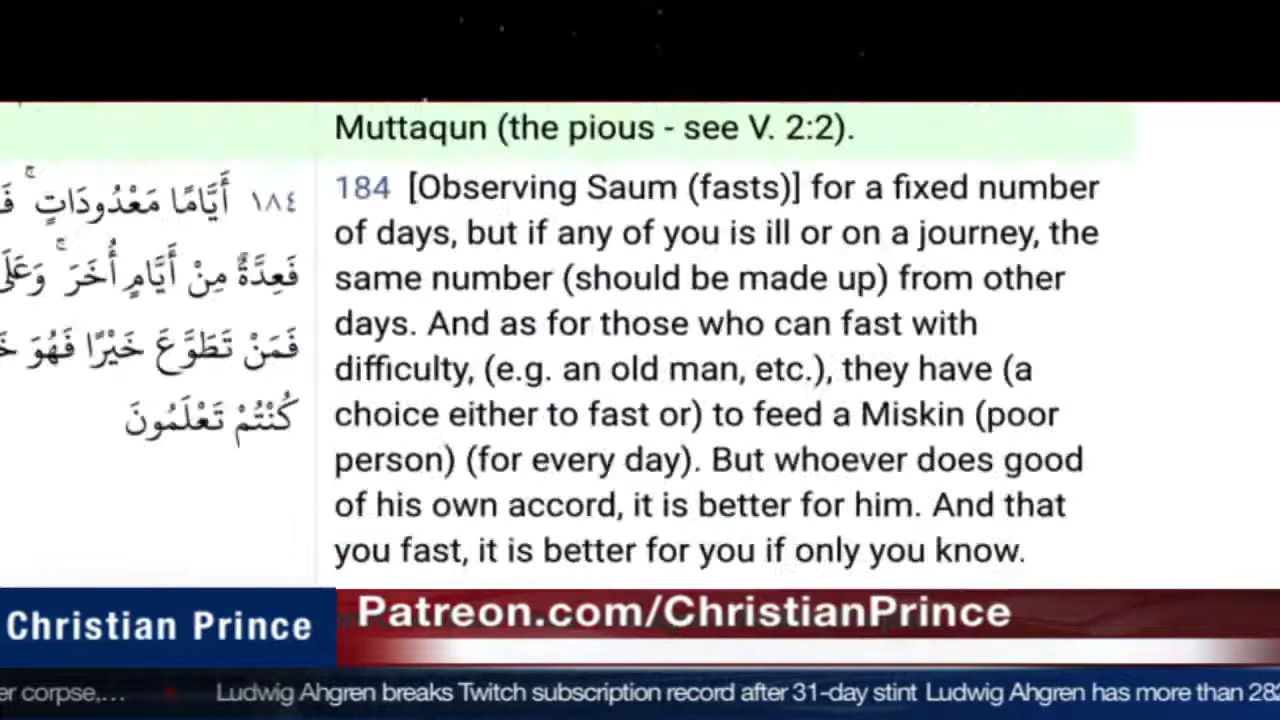 Muttaqun (the pious - see V. 2:2).
184 [Observing Saum (fasts)] for a fixed number
of days, but if any of you is ill or on a journey, the
same number (should be made up) from other
days. And as for those who can fast with
difficulty, (e.g. an old man, etc.), they have (a
choice either to fast or) to feed a Miskin (poor
person) (for every day). But whoever does good
of his own accord, it is better for him. And that
you fast, it is better for you if only you know.
١٨٤ أَيَّامًا مَعْدُودَاتٍ ۚ
فَعِدَّةٌ مِنْ أَيَّامٍ أُخَرَ ۚ وَعَلَى
فَمَنْ تَطَوَّعَ خَيْرًا فَهُوَ
كُنْتُمْ تَعْلَمُونَ
Christian Prince
Patreon.com/ChristianPrince
er corpse,… • Ludwig Ahgren breaks Twitch subscription record after 31-day stint Ludwig Ahgren has more than 282